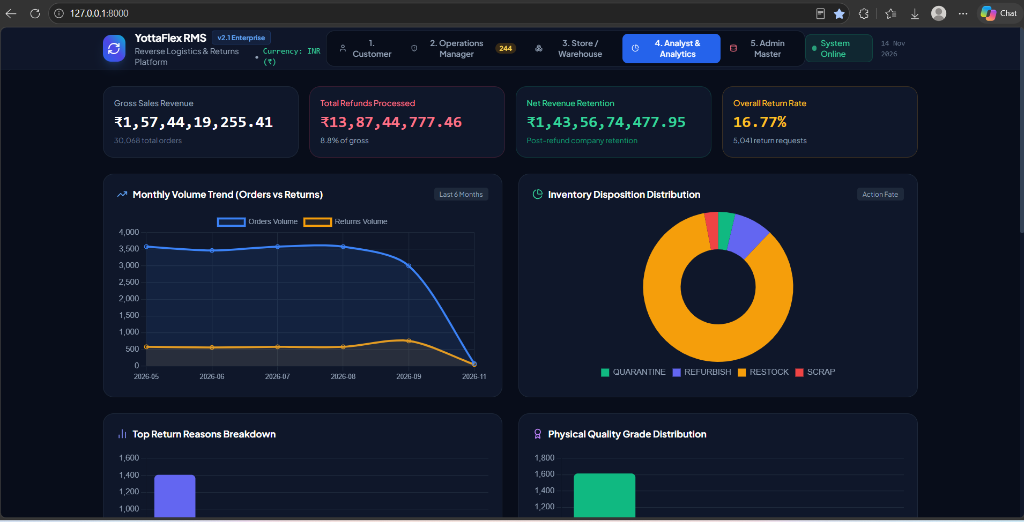 127.0.0.1:8000
Chat
YottaFlex RMS
v2.1 Enterprise
Reverse Logistics & Returns
Platform
• Currency: INR
(₹)
1.
Customer
2. Operations
Manager
244
3. Store /
Warehouse
4. Analyst &
Analytics
5. Admin
Master
System
Online
14 Nov
2026
Gross Sales Revenue
₹1,57,44,19,255.41
30,068 total orders
Total Refunds Processed
₹13,87,44,777.46
8.8% of gross
Net Revenue Retention
₹1,43,56,74,477.95
Post-refund company retention
Overall Return Rate
16.77%
5,041 return requests
Monthly Volume Trend (Orders vs Returns)
Last 6 Months
Orders Volume
Returns Volume
4,000
3,500
3,000
2,500
2,000
1,500
1,000
500
0
2026-05
2026-06
2026-07
2026-08
2026-09
2026-11
Inventory Disposition Distribution
Action Fate
QUARANTINE
REFURBISH
RESTOCK
SCRAP
Top Return Reasons Breakdown
1,600
1,400
1,200
1,000
Physical Quality Grade Distribution
1,800
1,600
1,400
1,200